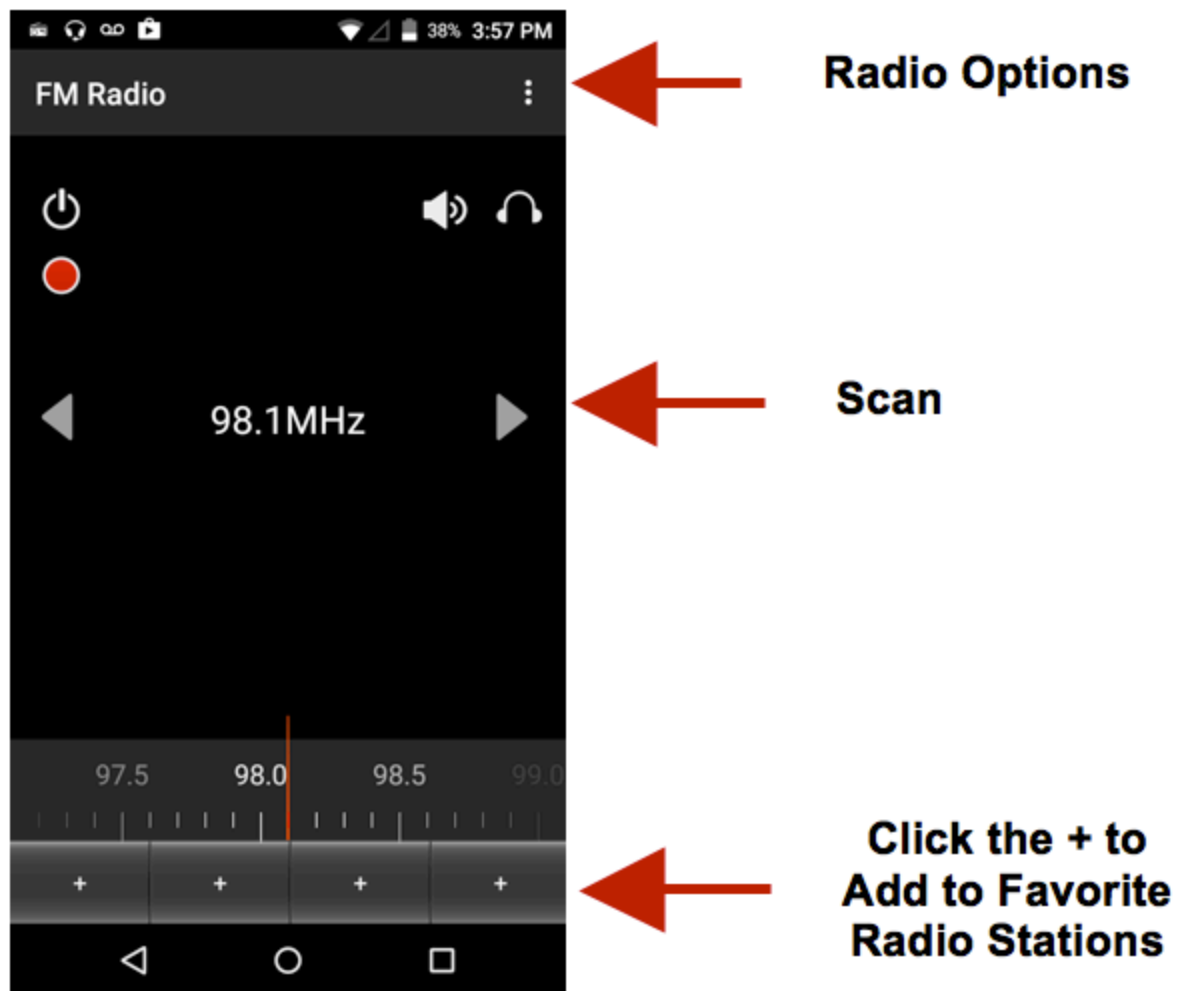 38% 3:57 PM
FM Radio
Radio Options
98.1MHz
Scan
97.5 98.0 98.5 99.0
+ + + +
Click the + to
Add to Favorite
Radio Stations